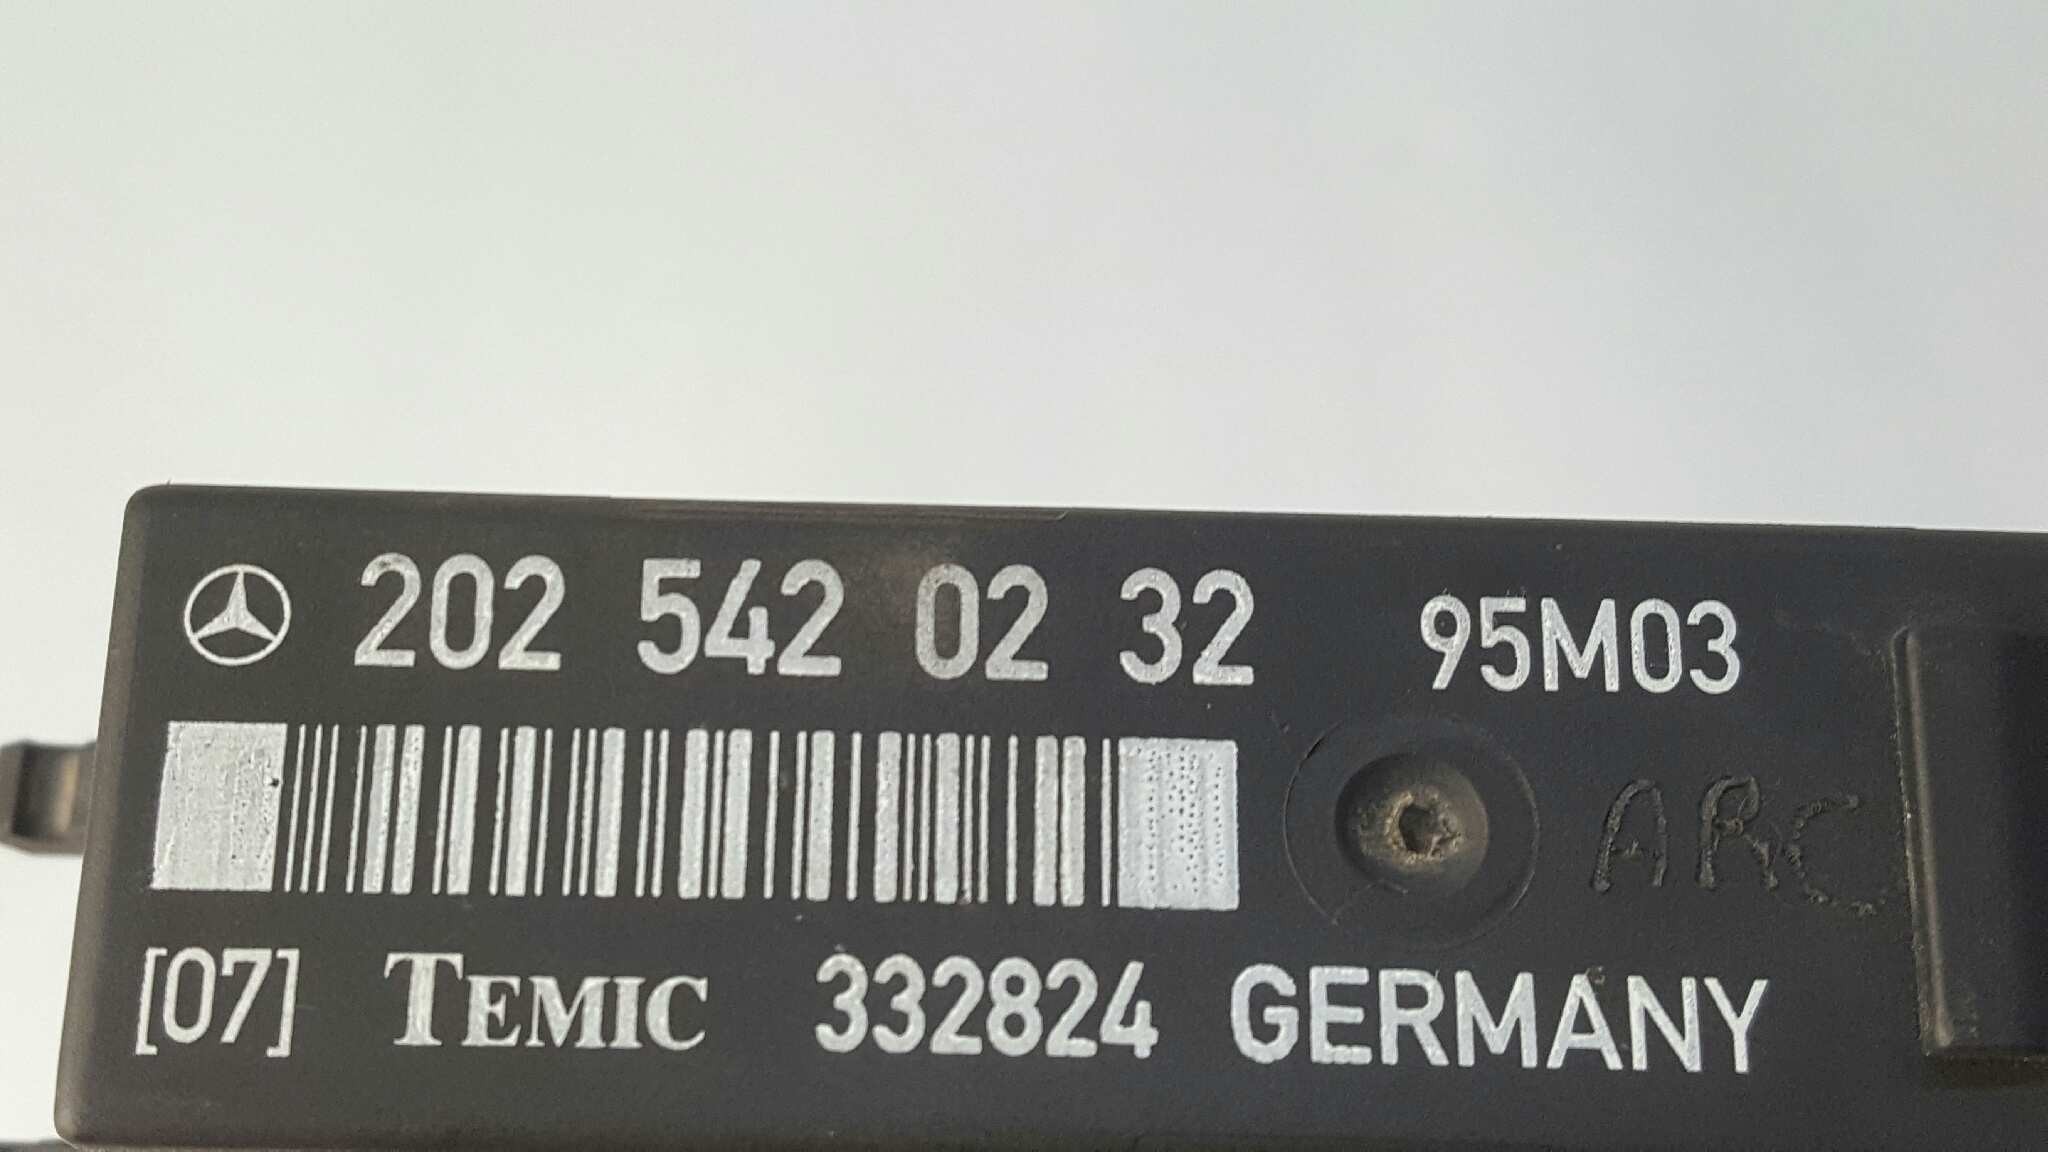 202 542 02 32 95M03
ARC
[07] TEMIC 332824 GERMANY